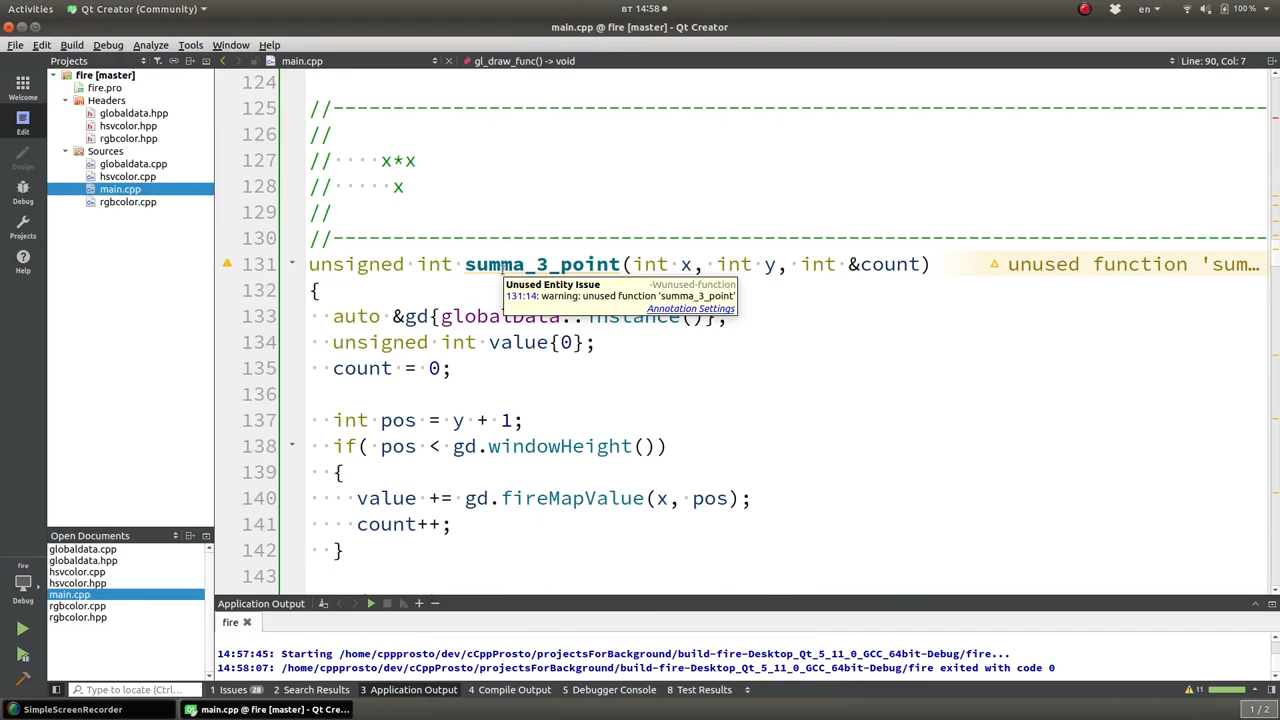 Activities
Qt Creator (Community)
вт 14:58
en
100 %
main.cpp @ fire [master] - Qt Creator
File Edit Build Debug Analyze Tools Window Help
Projects
main.cpp
gl_draw_func() -> void
Line: 90, Col: 7
Welcome
Edit
Design
Debug
Projects
Help
fire [master]
fire.pro
Headers
globaldata.hpp
hsvcolor.hpp
rgbcolor.hpp
Sources
globaldata.cpp
hsvcolor.cpp
main.cpp
rgbcolor.cpp
124
125 //------------------------------------------------------------------------------
126 //
127 //····x*x
128 //·····x
129 //
130 //------------------------------------------------------------------------------
131 unsigned int summa_3_point(int x, int y, int &count) unused function 'sum…
132 {
Unused Entity Issue -Wunused-function
131:14: warning: unused function 'summa_3_point'
Annotation Settings
133 auto &gd{globalData::instance()};
134 unsigned int value{0};
135 count = 0;
136
137 int pos = y + 1;
138 if( pos < gd.windowHeight())
139 {
140 value += gd.fireMapValue(x, pos);
141 count++;
142 }
143
Open Documents
globaldata.cpp
globaldata.hpp
hsvcolor.cpp
hsvcolor.hpp
main.cpp
rgbcolor.cpp
rgbcolor.hpp
fire
Debug
Application Output
fire
14:57:45: Starting /home/cppprosto/dev/cCppProsto/projectsForBackground/build-fire-Desktop_Qt_5_11_0_GCC_64bit-Debug/fire...
14:58:07: /home/cppprosto/dev/cCppProsto/projectsForBackground/build-fire-Desktop_Qt_5_11_0_GCC_64bit-Debug/fire exited with code 0
Type to locate (Ctrl...
1 Issues 28
2 Search Results
3 Application Output
4 Compile Output
5 Debugger Console
8 Test Results
11
SimpleScreenRecorder
main.cpp @ fire [master] - Qt Cre...
1 / 2